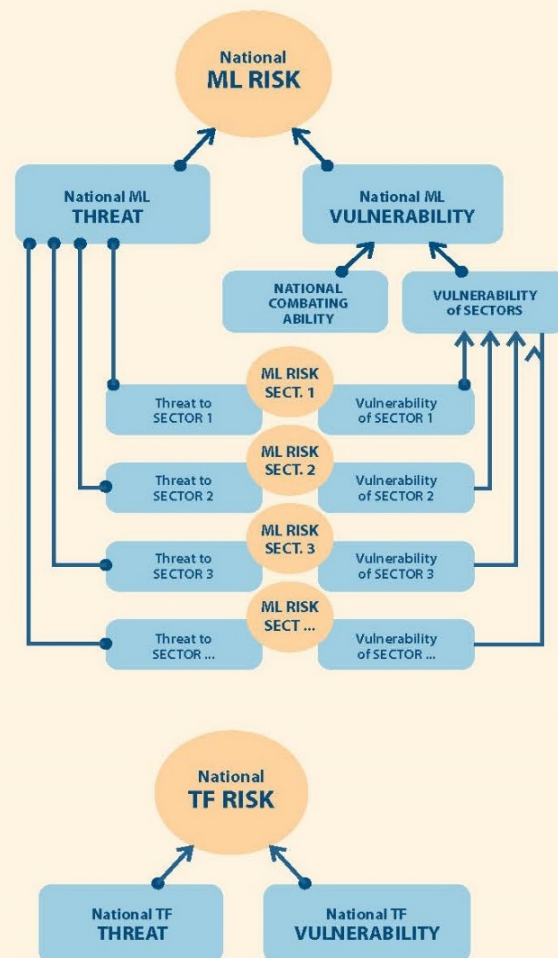 National
ML RISK
National ML
THREAT
National ML
VULNERABILITY
NATIONAL
COMBATING
ABILITY
VULNERABILITY
of SECTORS
ML RISK
SECT. 1
Threat to
SECTOR 1
Vulnerability
of SECTOR 1
ML RISK
SECT. 2
Threat to
SECTOR 2
Vulnerability
of SECTOR 2
ML RISK
SECT. 3
Threat to
SECTOR 3
Vulnerability
of SECTOR 3
ML RISK
SECT ...
Threat to
SECTOR ...
Vulnerability
of SECTOR ...
National
TF RISK
National TF
THREAT
National TF
VULNERABILITY